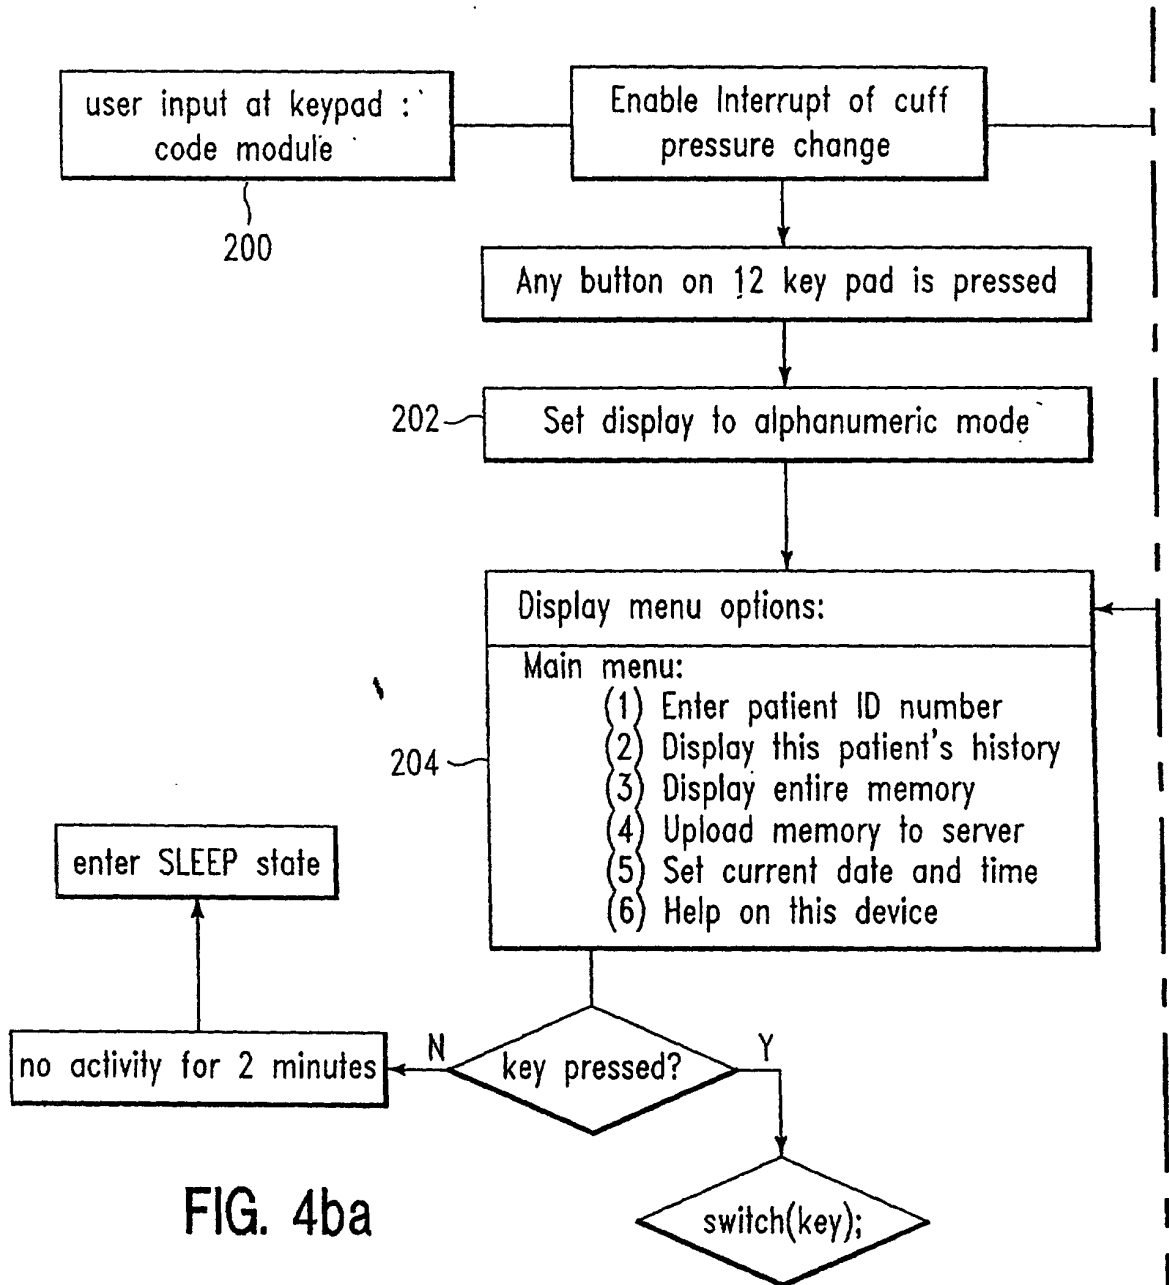 user input at keypad :
code module
200
Enable Interrupt of cuff
pressure change
Any button on 12 key pad is pressed
202
Set display to alphanumeric mode
Display menu options:
Main menu:
(1) Enter patient ID number
(2) Display this patient's history
(3) Display entire memory
(4) Upload memory to server
(5) Set current date and time
(6) Help on this device
204
enter SLEEP state
no activity for 2 minutes
N
key pressed?
Y
switch(key);
FIG. 4ba